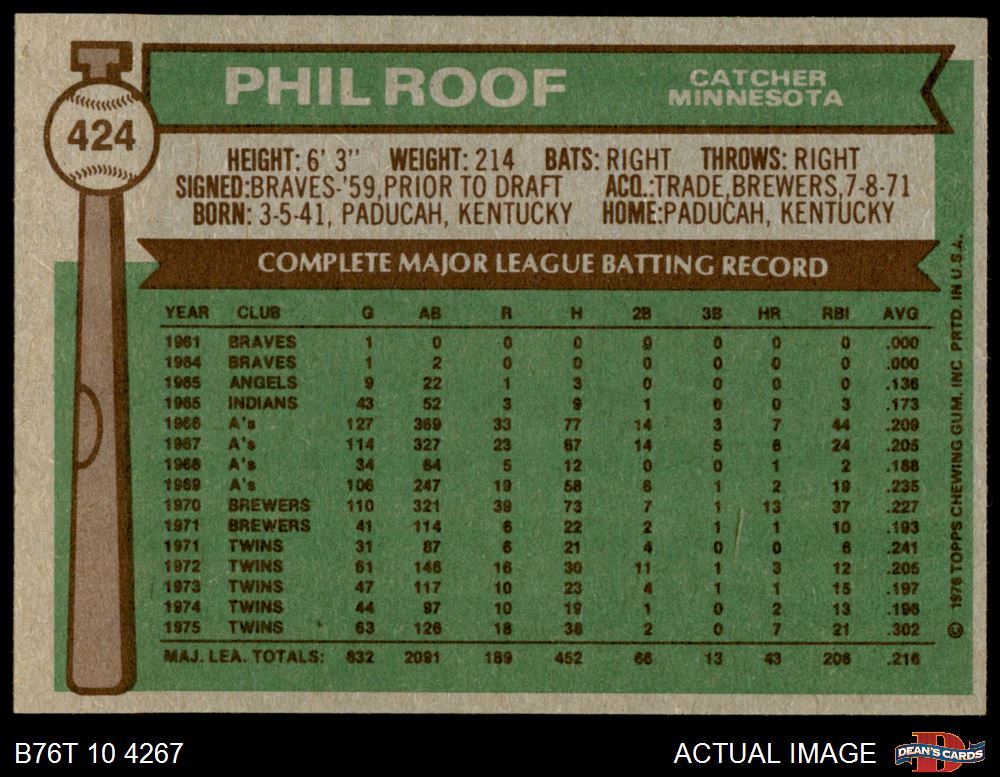 PHIL ROOF
CATCHER
MINNESOTA
424
HEIGHT: 6' 3" WEIGHT: 214 BATS: RIGHT THROWS: RIGHT
SIGNED:BRAVES-'59,PRIOR TO DRAFT ACQ.:TRADE,BREWERS,7-8-71
BORN: 3-5-41, PADUCAH, KENTUCKY HOME:PADUCAH, KENTUCKY
COMPLETE MAJOR LEAGUE BATTING RECORD
YEAR CLUB G AB R H 2B 3B HR RBI AVG
1961 BRAVES 1 0 0 0 0 0 0 0 .000
1964 BRAVES 1 2 0 0 0 0 0 0 .000
1965 ANGELS 9 22 1 3 0 0 0 0 .136
1965 INDIANS 43 52 3 9 1 0 0 3 .173
1966 A's 127 369 33 77 14 3 7 44 .209
1967 A's 114 327 23 67 14 5 6 24 .205
1968 A's 34 64 5 12 0 0 1 2 .188
1969 A's 106 247 19 58 6 1 2 19 .235
1970 BREWERS 110 321 39 73 7 1 13 37 .227
1971 BREWERS 41 114 6 22 2 1 1 10 .193
1971 TWINS 31 87 6 21 4 0 0 6 .241
1972 TWINS 61 146 16 30 11 1 3 12 .205
1973 TWINS 47 117 10 23 4 1 1 15 .197
1974 TWINS 44 97 10 19 1 0 2 13 .196
1975 TWINS 63 126 18 38 2 0 7 21 .302
MAJ. LEA. TOTALS: 832 2091 189 452 66 13 43 206 .216
© 1976 TOPPS CHEWING GUM, INC. PRTD. IN U.S.A.
B76T 10 4267
ACTUAL IMAGE
D
DEAN'S CARDS